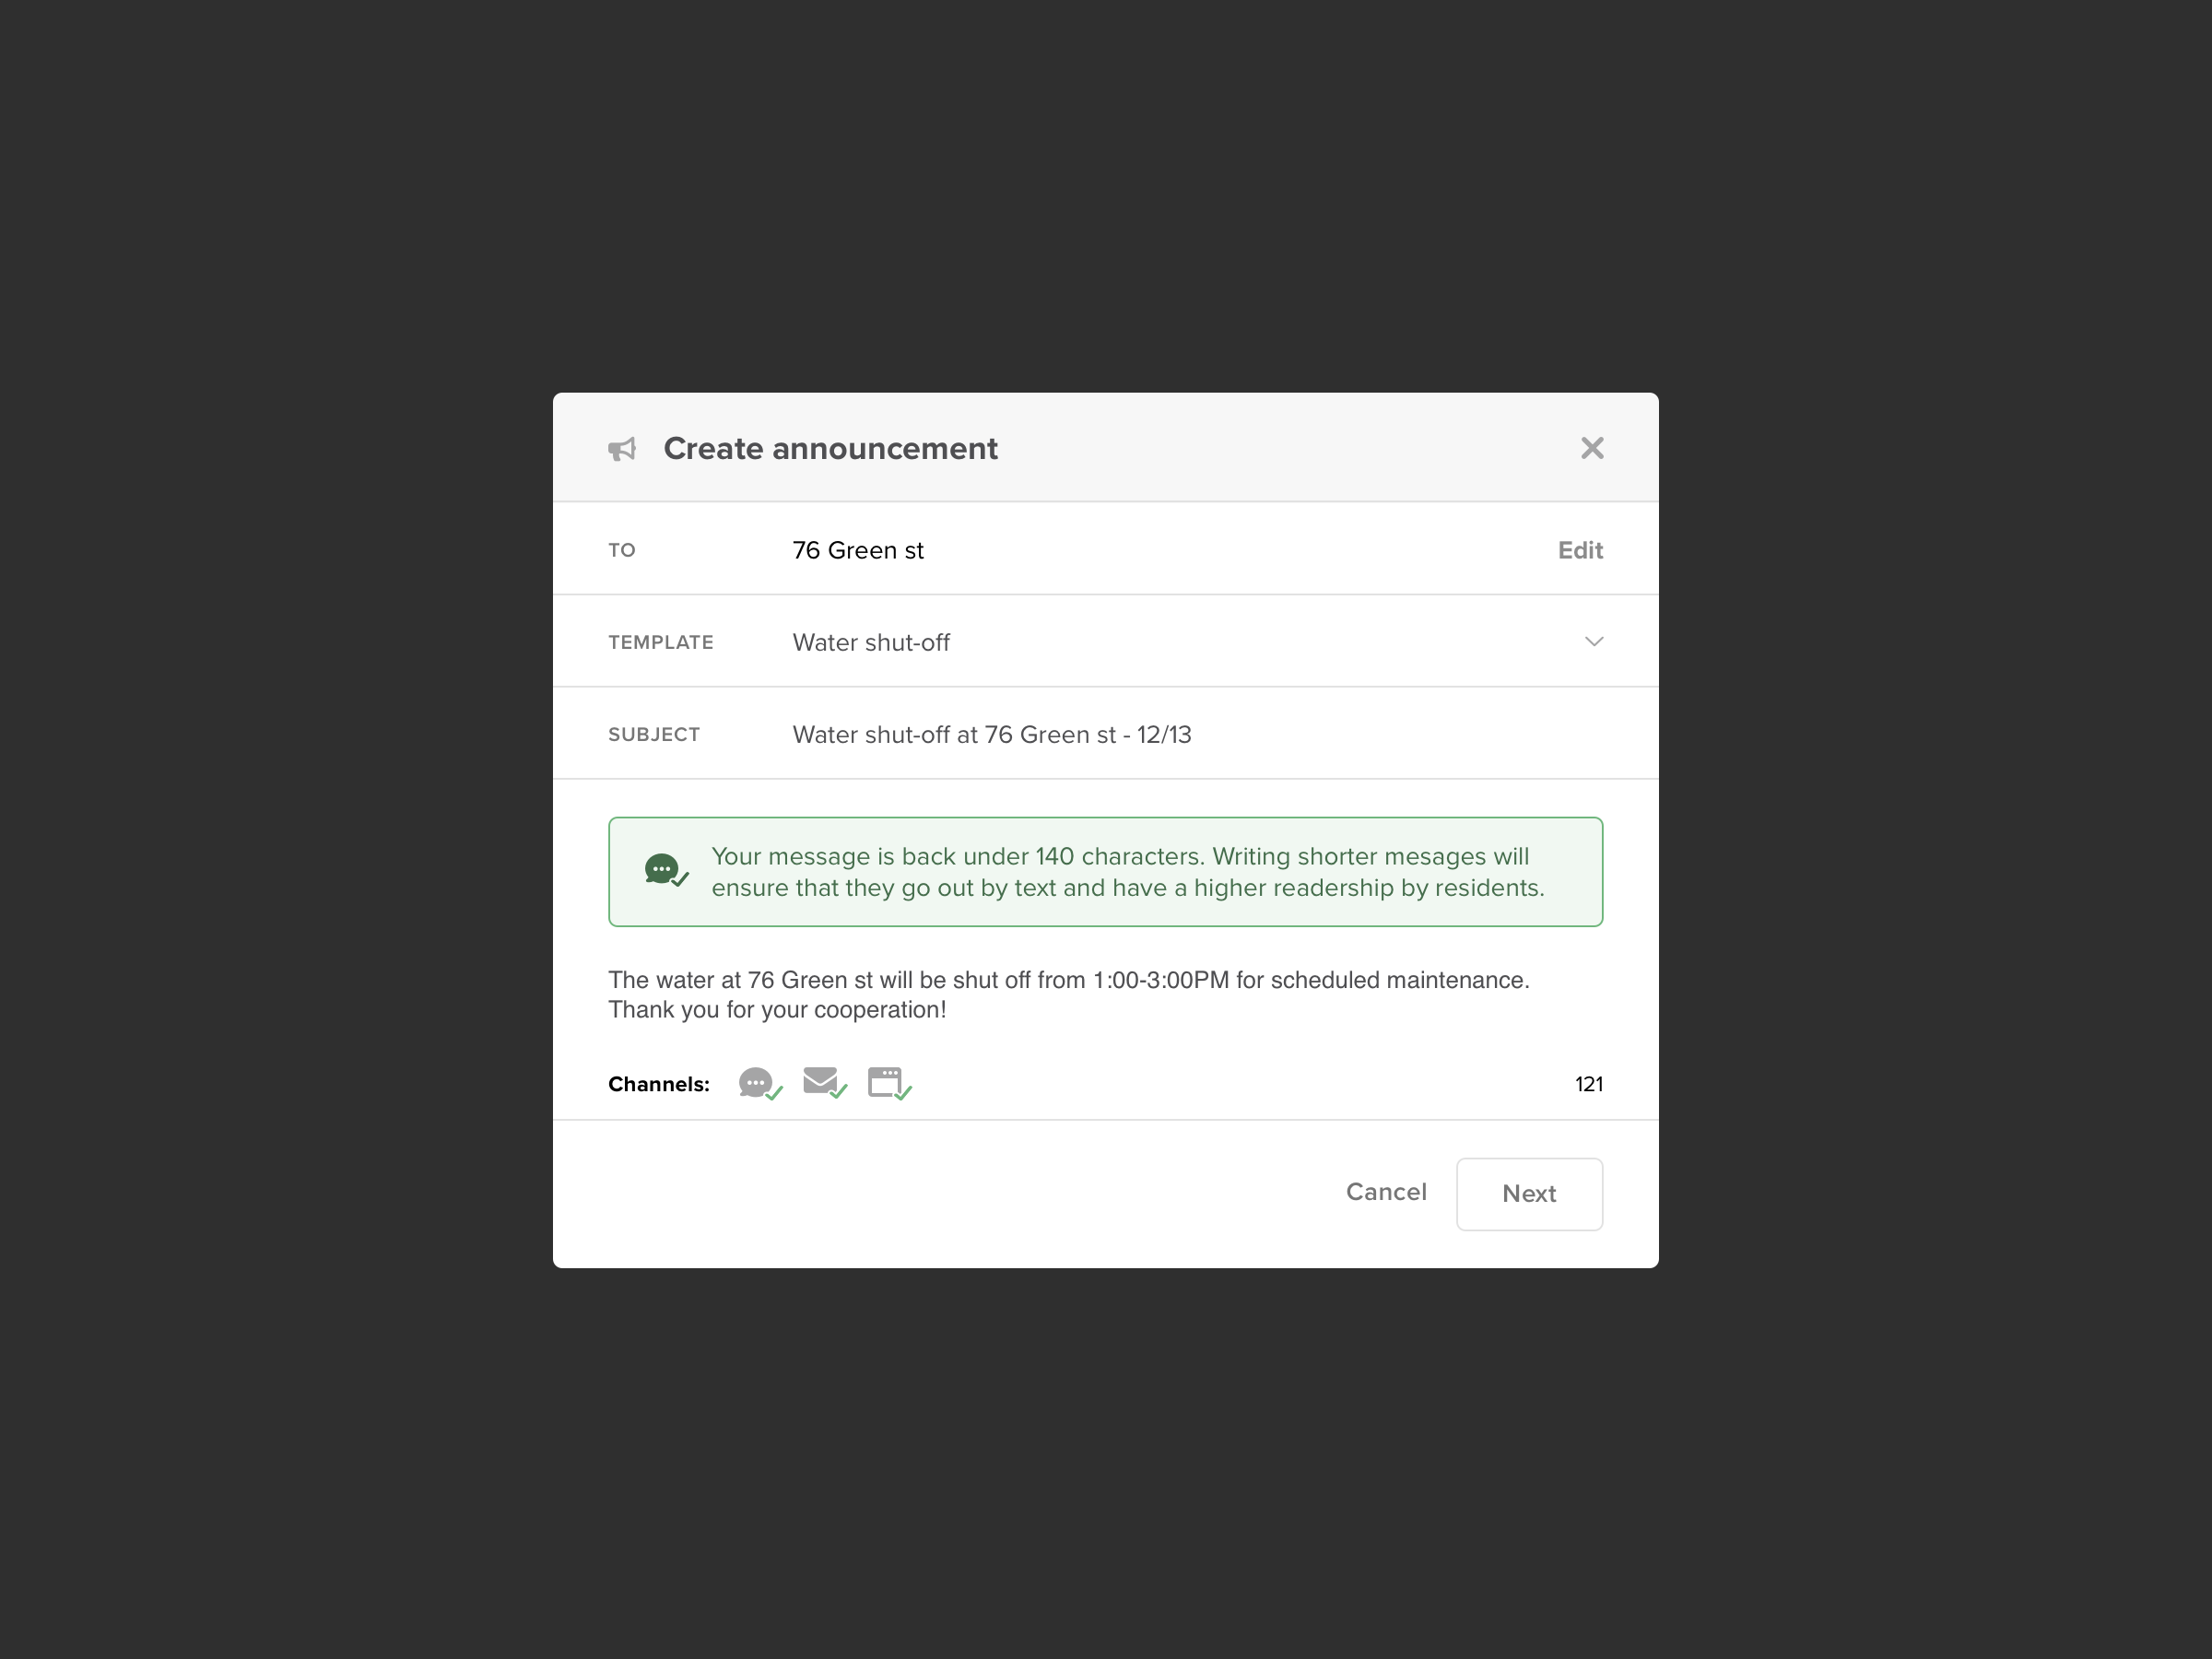 Create announcement
TO 76 Green st Edit
TEMPLATE Water shut-off
SUBJECT Water shut-off at 76 Green st - 12/13
Your message is back under 140 characters. Writing shorter mesages will
ensure that they go out by text and have a higher readership by residents.
The water at 76 Green st will be shut off from 1:00-3:00PM for scheduled maintenance.
Thank you for your cooperation!
Channels: 121
Cancel Next